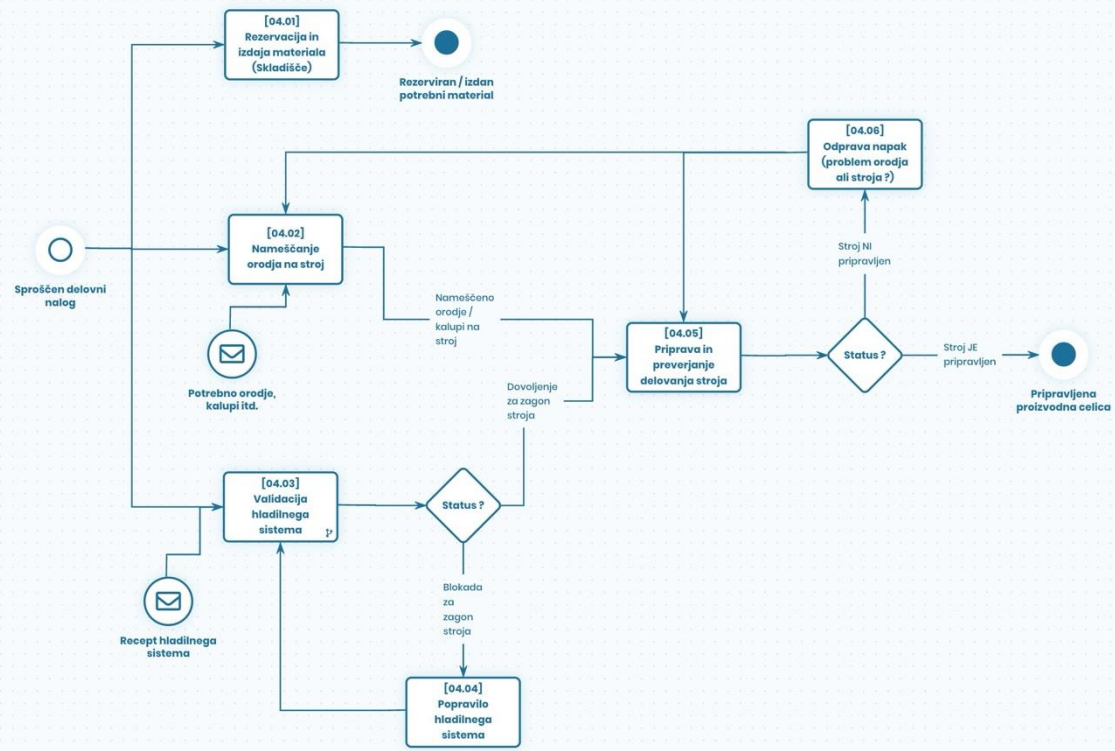 [04.01]
Rezervacija in
izdaja materiala
(Skladišče)
Rezerviran / izdan
potrebni material
[04.06]
Odprava napak
(problem orodja
ali stroja ?)
[04.02]
Nameščanje
orodja na stroj
Sproščen delovni
nalog
Stroj NI
pripravljen
Nameščeno
orodje /
kalupi na
stroj
[04.05]
Priprava in
preverjanje
delovanja stroja
Status ?
Stroj JE
pripravljen
Potrebno orodje,
kalupi itd.
Pripravljena
proizvodna celica
Dovoljenje
za zagon
stroja
[04.03]
Validacija
hladilnega
sistema
Status ?
Blokada
za
zagon
stroja
Recept hladilnega
sistema
[04.04]
Popravilo
hladilnega
sistema